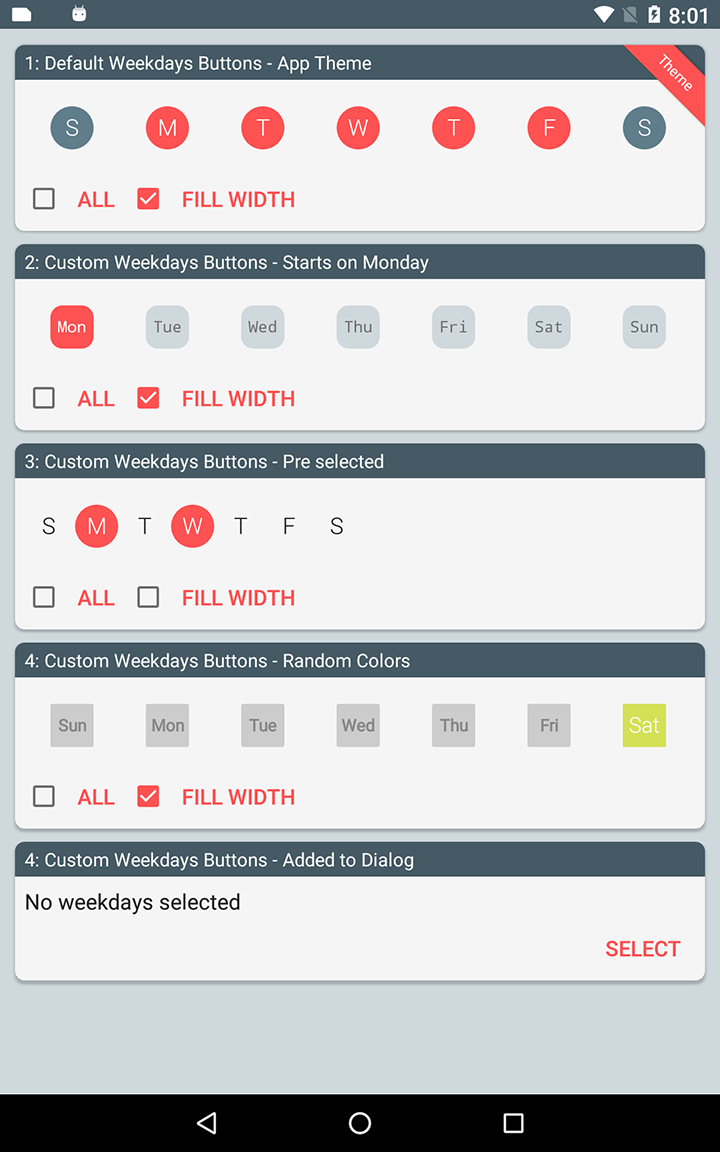 8:01
1: Default Weekdays Buttons - App Theme
Theme
S M T W T F S
ALL FILL WIDTH
2: Custom Weekdays Buttons - Starts on Monday
Mon Tue Wed Thu Fri Sat Sun
ALL FILL WIDTH
3: Custom Weekdays Buttons - Pre selected
S M T W T F S
ALL FILL WIDTH
4: Custom Weekdays Buttons - Random Colors
Sun Mon Tue Wed Thu Fri Sat
ALL FILL WIDTH
4: Custom Weekdays Buttons - Added to Dialog
No weekdays selected
SELECT